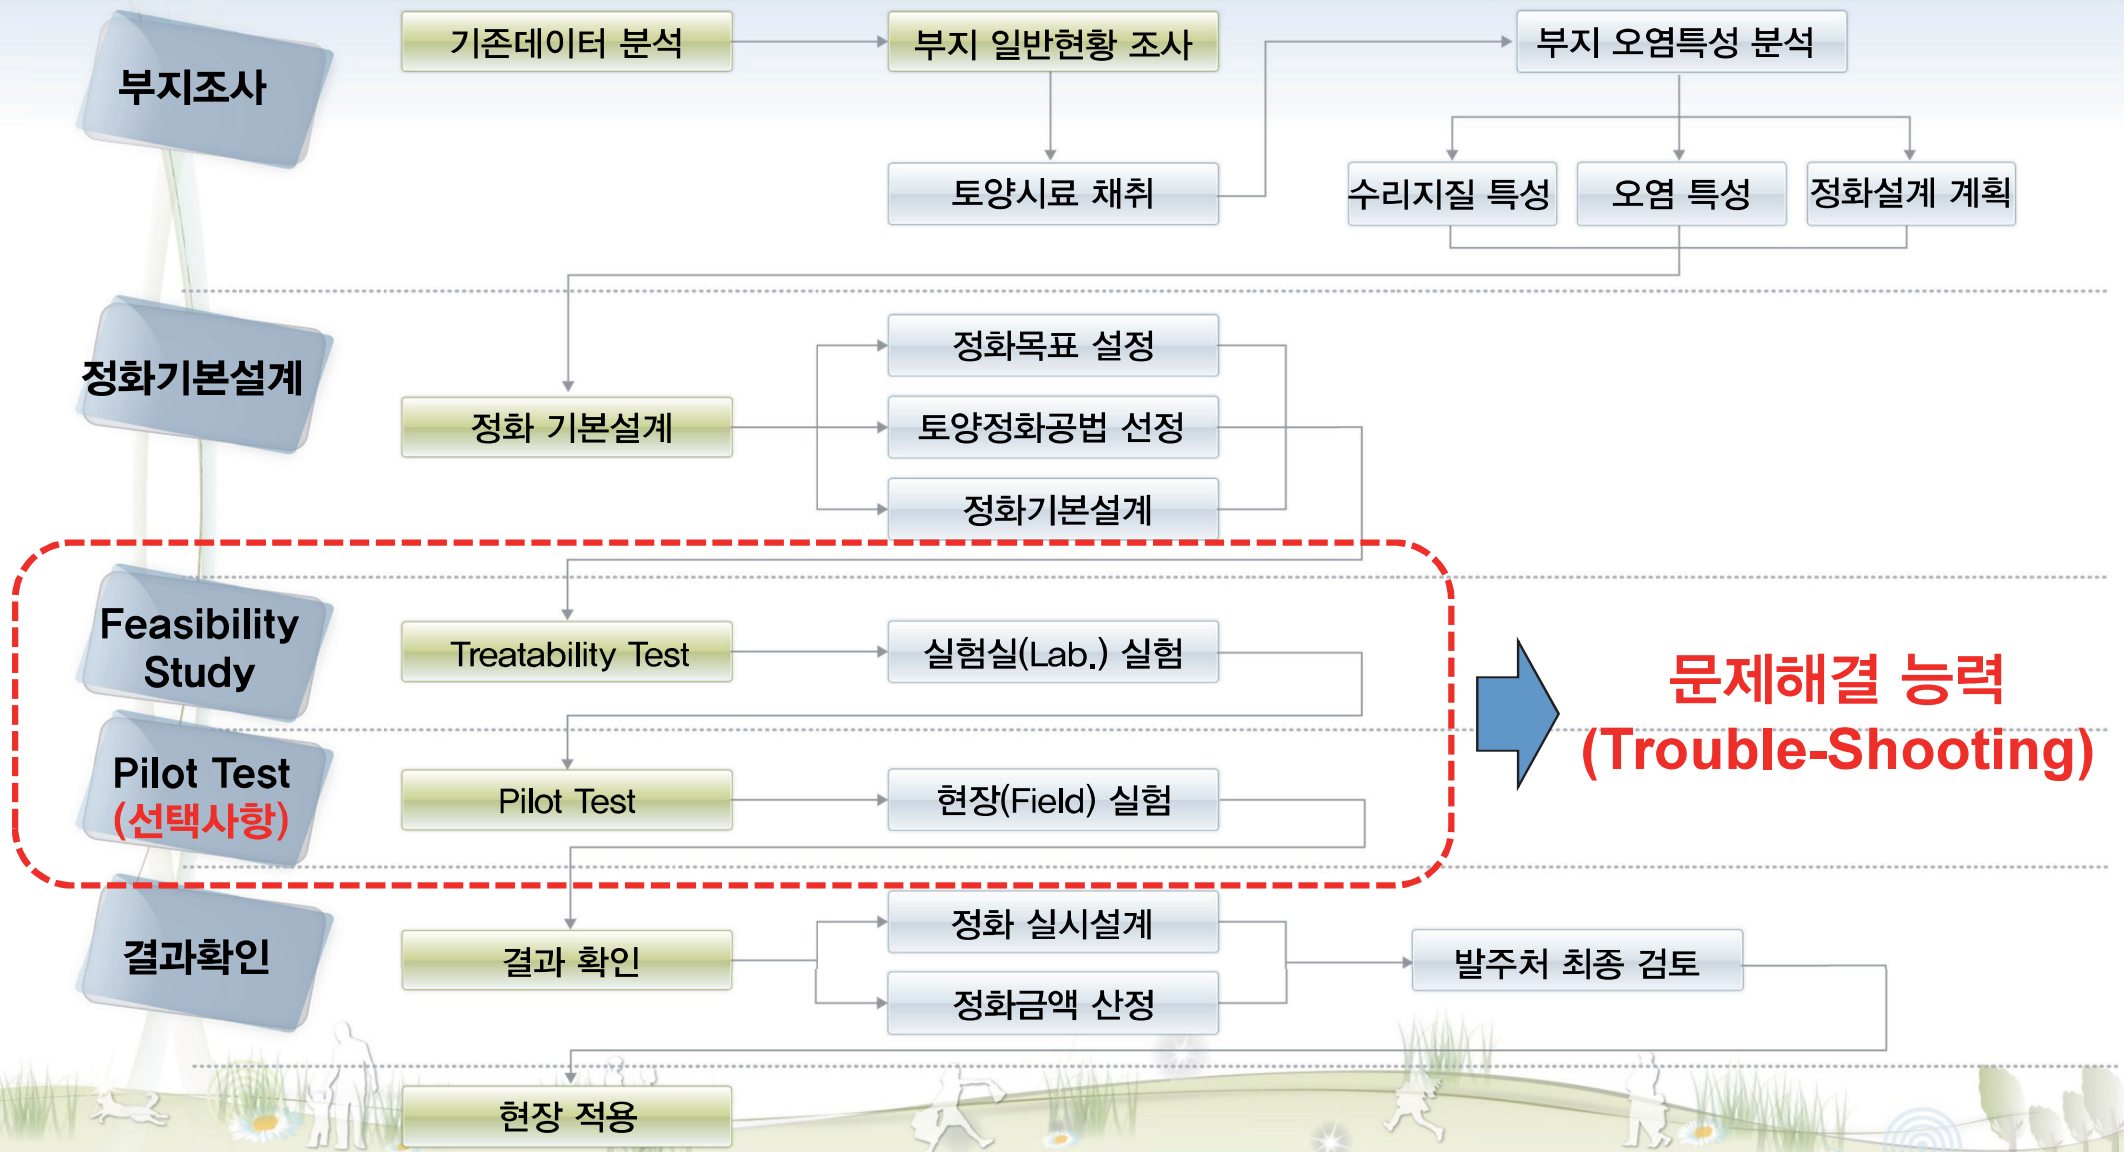 부지조사
기존데이터 분석
부지 일반현황 조사
부지 오염특성 분석
토양시료 채취
수리지질 특성
오염 특성
정화설계 계획
정화기본설계
정화 기본설계
정화목표 설정
토양정화공법 선정
정화기본설계
Feasibility
Study
Treatability Test
실험실(Lab.) 실험
Pilot Test
(선택사항)
Pilot Test
현장(Field) 실험
문제해결 능력
(Trouble-Shooting)
결과확인
결과 확인
정화 실시설계
정화금액 산정
발주처 최종 검토
현장 적용